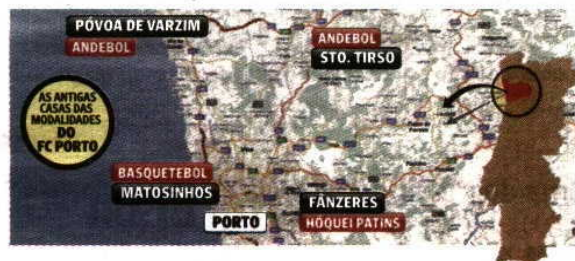 PÓVOA DE VARZIM
ANDEBOL
ANDEBOL
STO. TIRSO
AS ANTIGAS
CASAS DAS
MODALIDADES
DO
FC PORTO
BASQUETEBOL
MATOSINHOS
PORTO
FÂNZERES
HÓQUEI PATINS